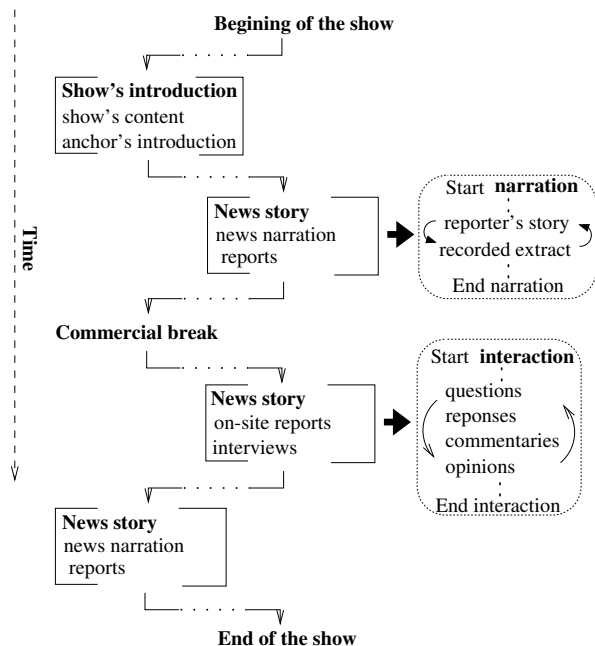 Begining of the show
Show's introduction
show's content
anchor's introduction
News story
news narration
reports
Start narration
reporter's story
recorded extract
End narration
Time
Commercial break
News story
on-site reports
interviews
Start interaction
questions
reponses
commentaries
opinions
End interaction
News story
news narration
reports
End of the show